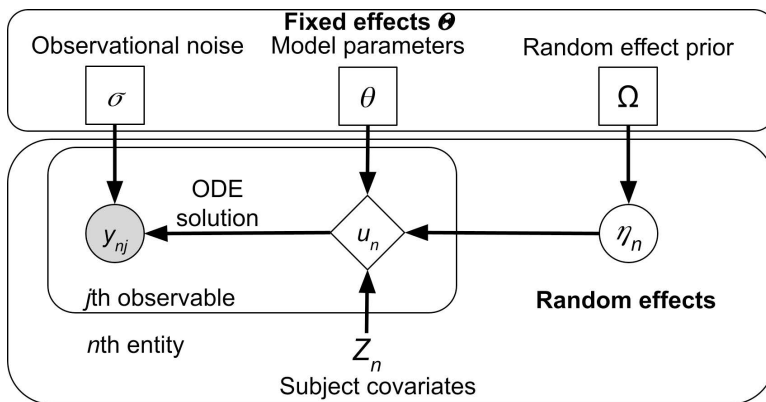 Fixed effects Θ
Observational noise
Model parameters
Random effect prior
σ
θ
Ω
ODE
solution
y_nj
u_n
η_n
jth observable
Random effects
nth entity
Z_n
Subject covariates